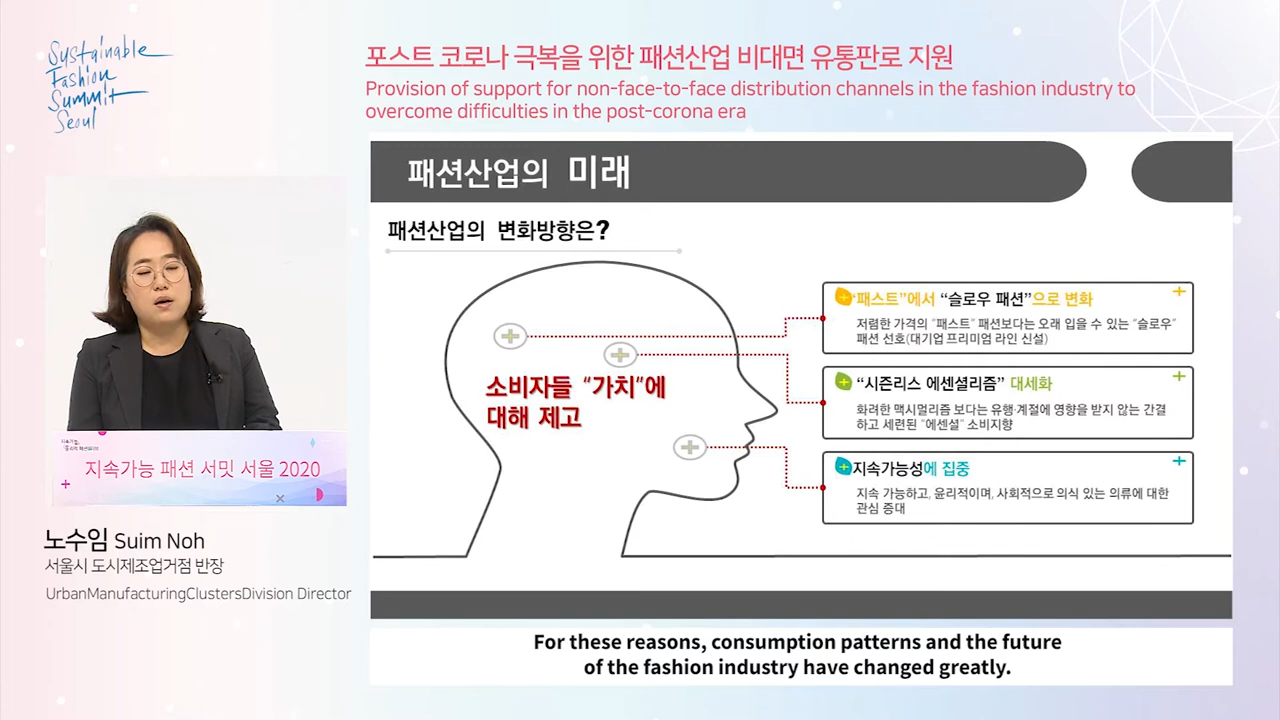 Sustainable
Fashion
Summit
Seoul
포스트 코로나 극복을 위한 패션산업 비대면 유통판로 지원
Provision of support for non-face-to-face distribution channels in the fashion industry to
overcome difficulties in the post-corona era
패션산업의 미래
패션산업의 변화방향은?
소비자들 “가치”에
대해 제고
“패스트”에서 “슬로우 패션”으로 변화
저렴한 가격의 “패스트” 패션보다는 오래 입을 수 있는 “슬로우”
패션 선호(대기업 프리미엄 라인 신설)
“시즌리스 에센셜리즘” 대세화
화려한 맥시멀리즘 보다는 유행·계절에 영향을 받지 않는 간결
하고 세련된 “에센셜” 소비지향
지속가능성에 집중
지속 가능하고, 윤리적이며, 사회적으로 의식 있는 의류에 대한
관심 증대
지속가능 패션 서밋 서울 2020
노수임 Suim Noh
서울시 도시제조업거점 반장
UrbanManufacturingClustersDivision Director
For these reasons, consumption patterns and the future
of the fashion industry have changed greatly.